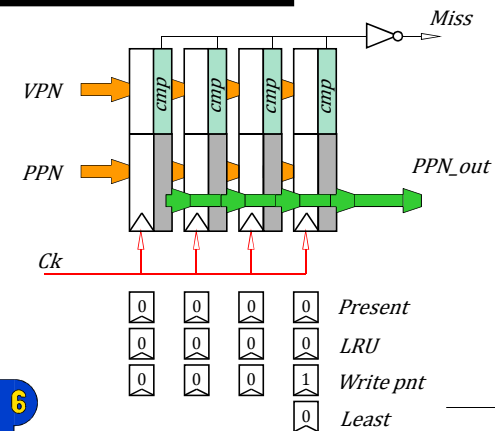 Miss
VPN cmp cmp cmp cmp
PPN PPN_out
Ck
0 0 0 0 Present
0 0 0 0 LRU
0 0 0 1 Write pnt
6 0 Least